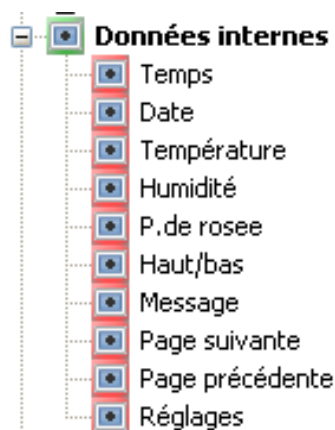 Données internes
Temps
Date
Température
Humidité
P.de rosee
Haut/bas
Message
Page suivante
Page précédente
Réglages